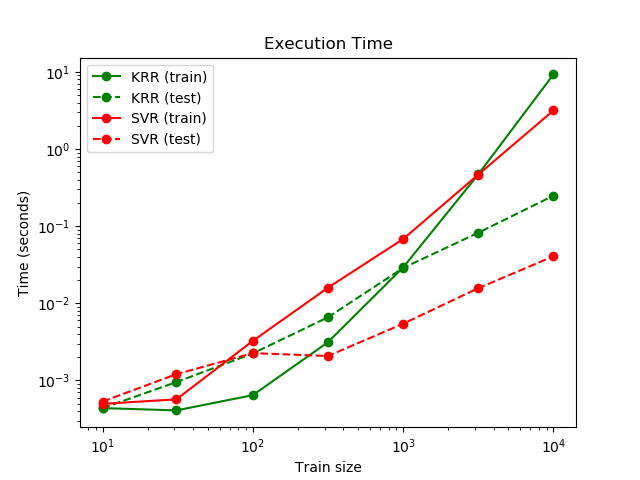 Execution Time
KRR (train)
KRR (test)
SVR (train)
SVR (test)
Time (seconds)
10¹
10⁰
10⁻¹
10⁻²
10⁻³
10¹
10²
10³
10⁴
Train size